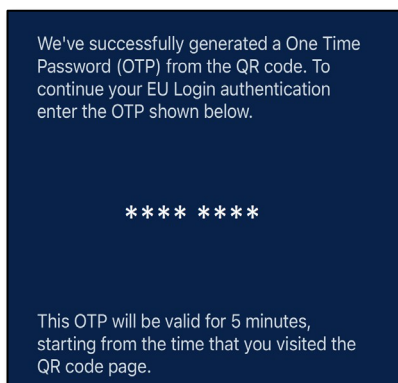 We've successfully generated a One Time
Password (OTP) from the QR code. To
continue your EU Login authentication
enter the OTP shown below.
**** ****
This OTP will be valid for 5 minutes,
starting from the time that you visited the
QR code page.